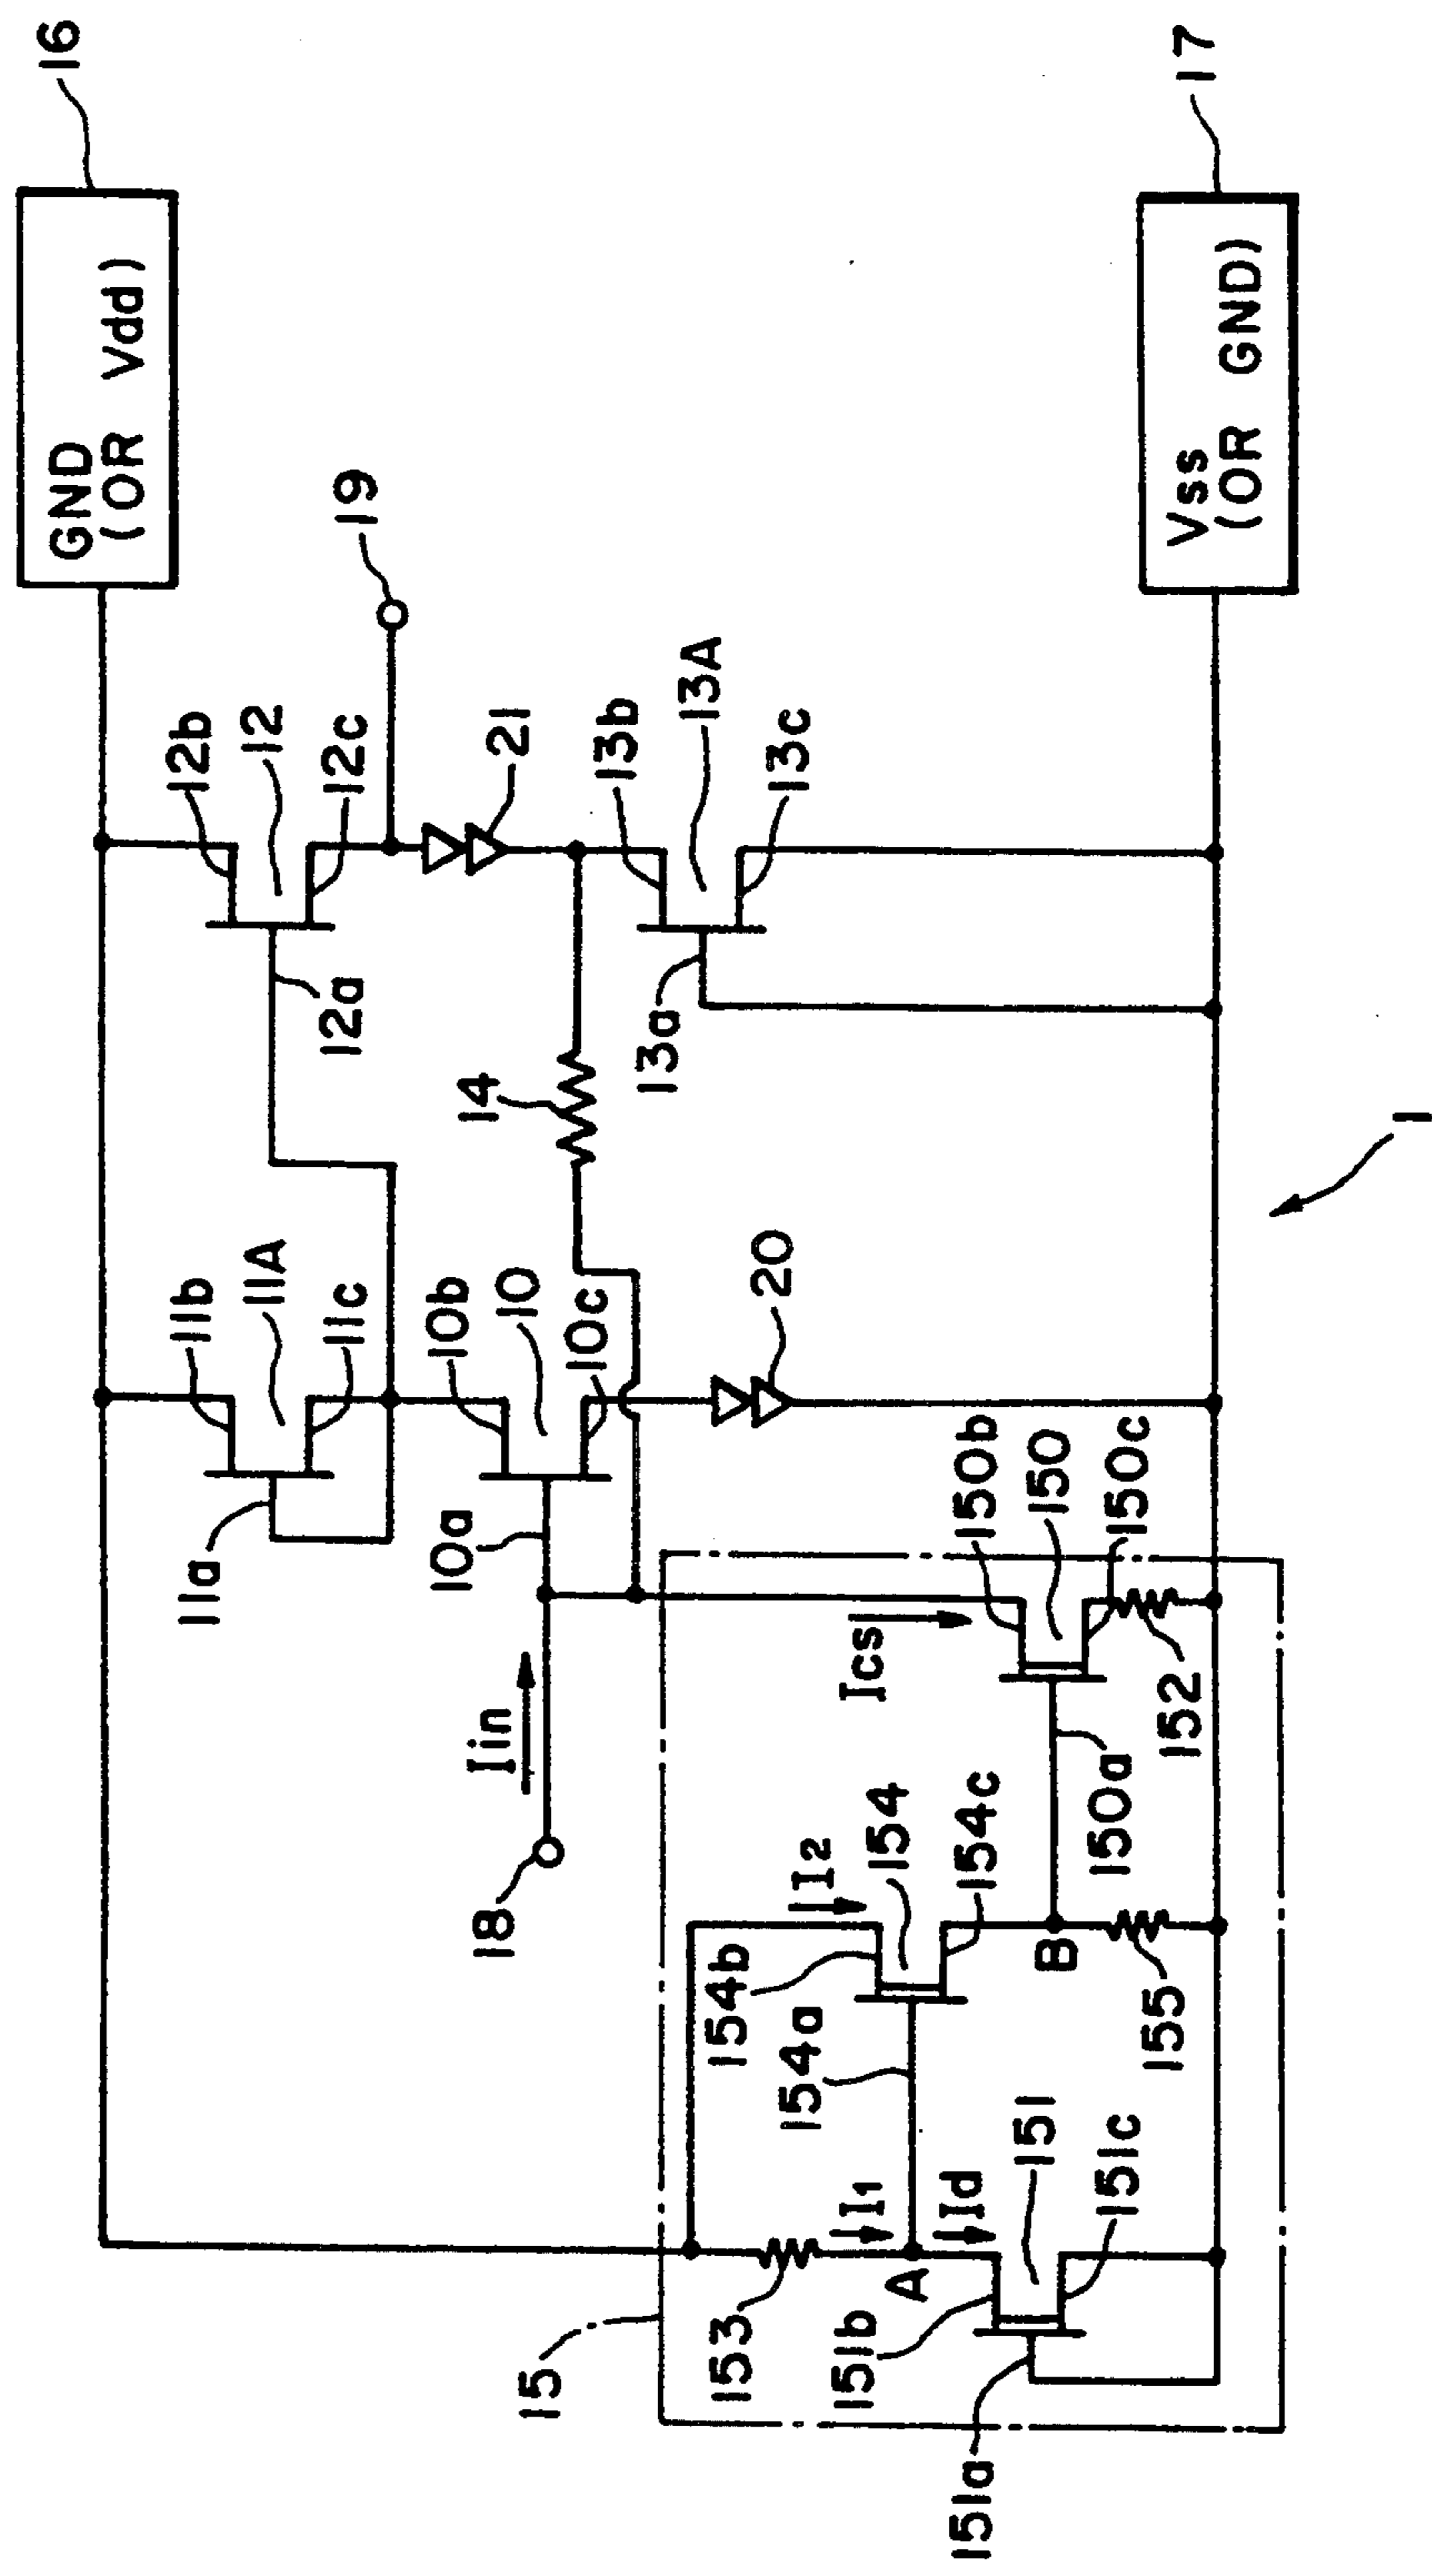 16
GND
(OR Vdd)
12b
12
12c
19
12a
21
13b
13A
13c
13a
14
11b
11A
11c
11a
10b
10
10c
10a
20
Iin
18
Ics
150b
150
150c
150a
152
I2
154b
154
154c
154a
B
155
15
153
I1
A
Id
151b
151
151c
151a
Vss
(OR GND)
17
1